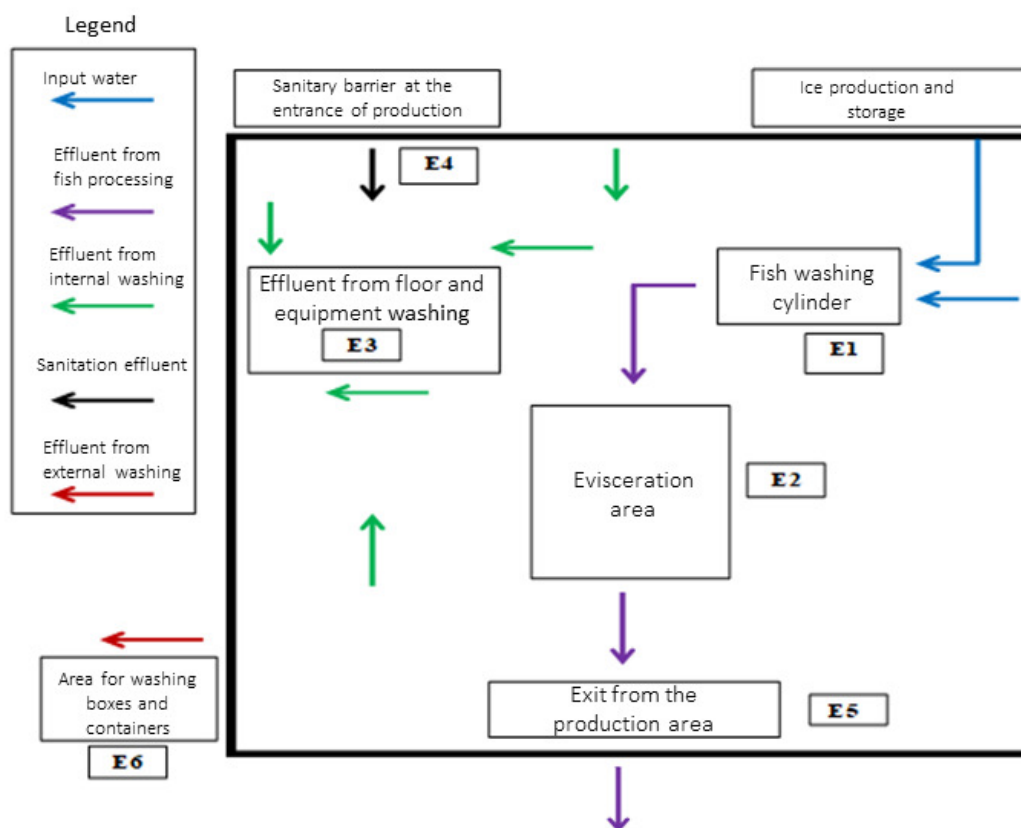 Legend
Input water
Effluent from
fish processing
Effluent from
internal washing
Sanitation effluent
Effluent from
external washing
Sanitary barrier at the
entrance of production
E4
Ice production and
storage
Effluent from floor and
equipment washing
E3
Fish washing
cylinder
E1
Evisceration
area
E2
Area for washing
boxes and
containers
E6
Exit from the
production area
E5